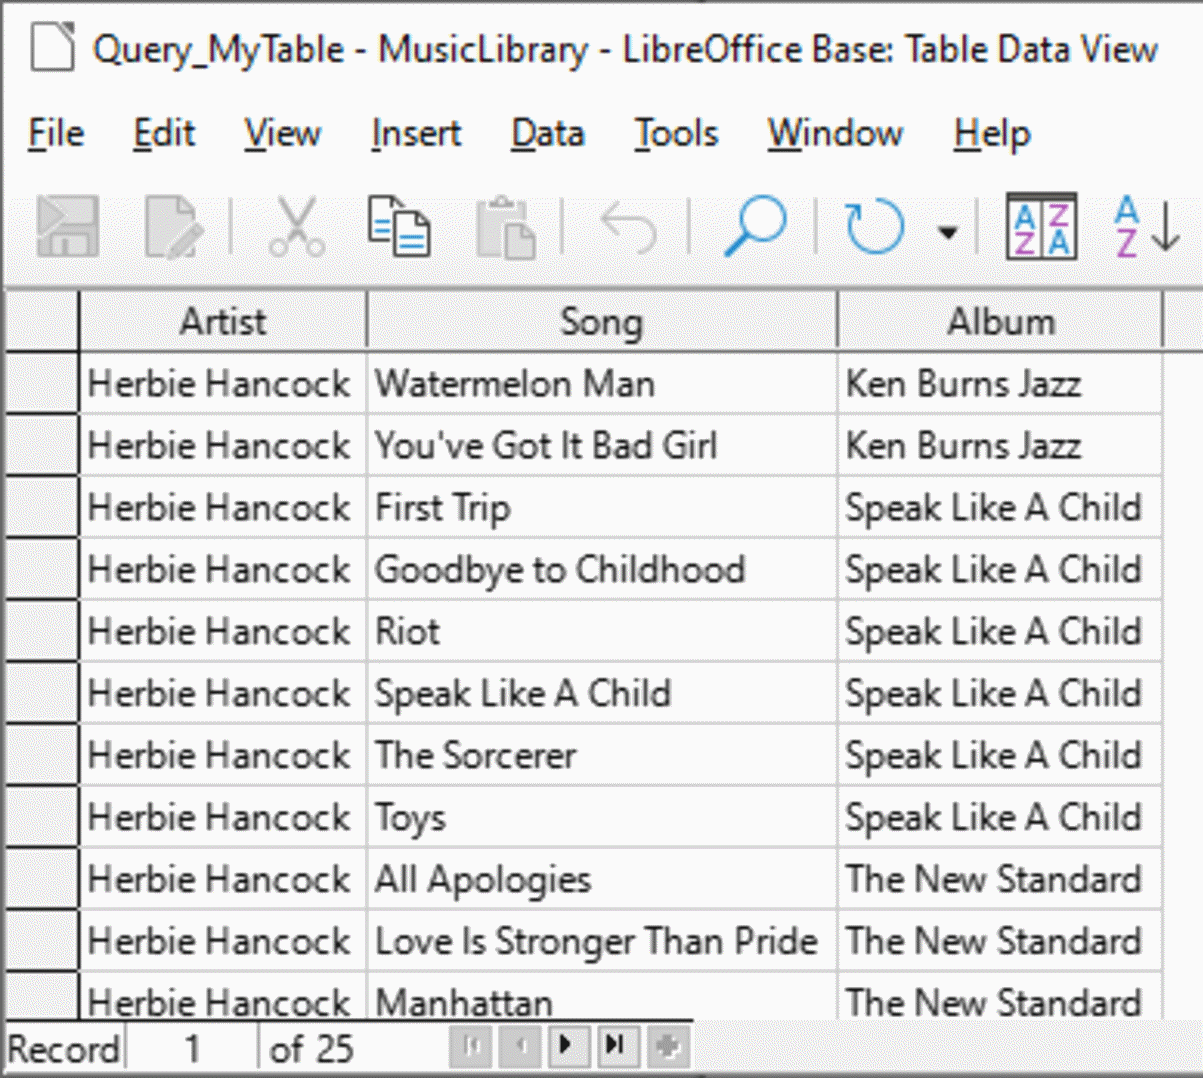 Query_MyTable - MusicLibrary - LibreOffice Base: Table Data View
File Edit View Insert Data Tools Window Help
A Z Z A A Z
Artist Song Album
Herbie Hancock Watermelon Man Ken Burns Jazz
Herbie Hancock You've Got It Bad Girl Ken Burns Jazz
Herbie Hancock First Trip Speak Like A Child
Herbie Hancock Goodbye to Childhood Speak Like A Child
Herbie Hancock Riot Speak Like A Child
Herbie Hancock Speak Like A Child Speak Like A Child
Herbie Hancock The Sorcerer Speak Like A Child
Herbie Hancock Toys Speak Like A Child
Herbie Hancock All Apologies The New Standard
Herbie Hancock Love Is Stronger Than Pride The New Standard
Herbie Hancock Manhattan The New Standard
Record 1 of 25